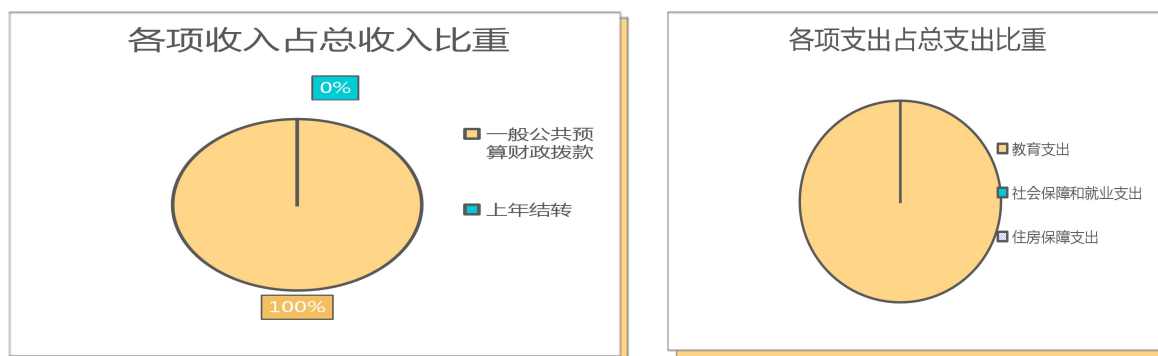 各项收入占总收入比重
0%
一般公共预
算财政拨款
上年结转
100%
各项支出占总支出比重
教育支出
社会保障和就业支出
住房保障支出